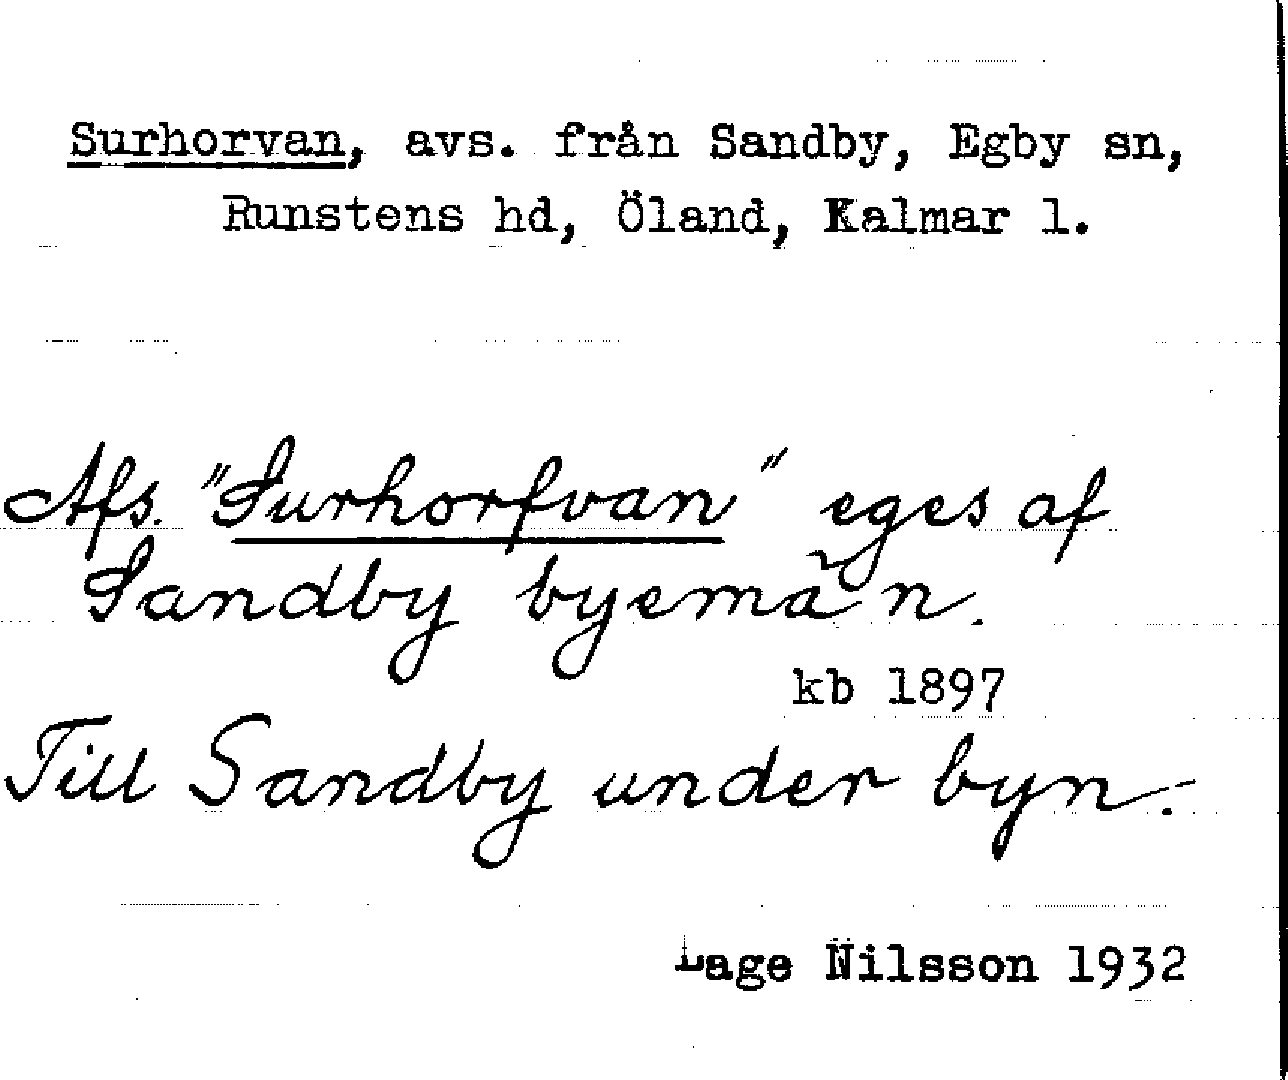 Surhorvan, avs. från Sandby, Egby sn,
Runstens hd, Öland, Kalmar l.
Afs. "Surhorfvan" eges af
Sandby byemän.
kb 1897
Till Sandby under byn.
Lage Nilsson 1932